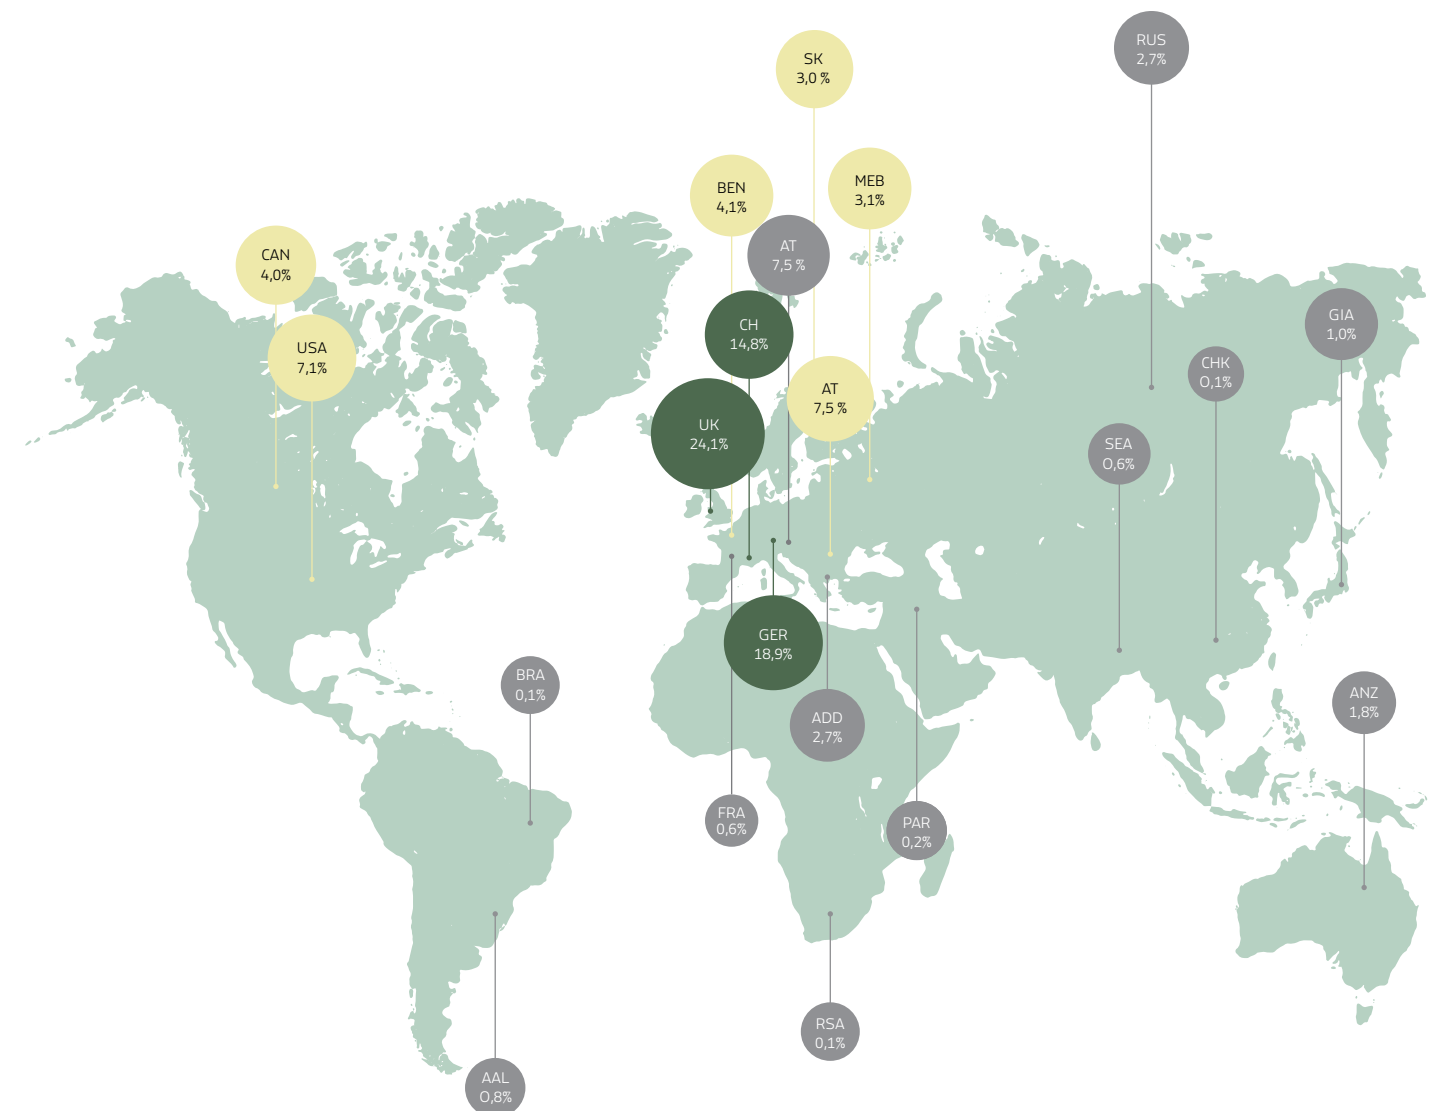 RUS
2,7%
SK
3,0 %
MEB
3,1%
BEN
4,1%
AT
7,5 %
CAN
4,0%
GIA
1,0%
CH
14,8%
USA
7,1%
CHK
0,1%
AT
7,5 %
UK
24,1%
SEA
0,6%
GER
18,9%
BRA
0,1%
ANZ
1,8%
ADD
2,7%
FRA
0,6%
PAR
0,2%
RSA
0,1%
AAL
0,8%